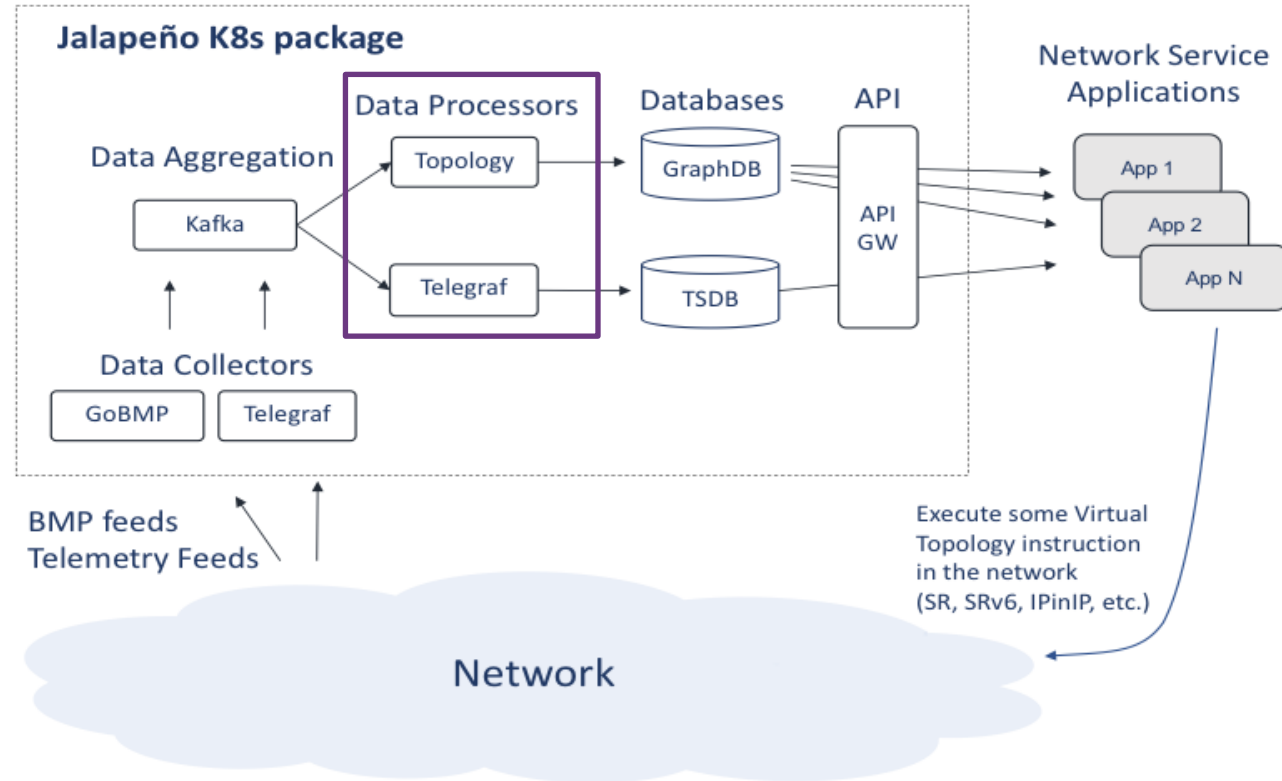 Jalapeño K8s package
Network Service
Applications
Data Processors
Databases
API
Data Aggregation
Topology
GraphDB
App 1
Kafka
API
GW
App 2
Telegraf
TSDB
App N
Data Collectors
GoBMP
Telegraf
BMP feeds
Telemetry Feeds
Execute some Virtual
Topology instruction
in the network
(SR, SRv6, IPinIP, etc.)
Network